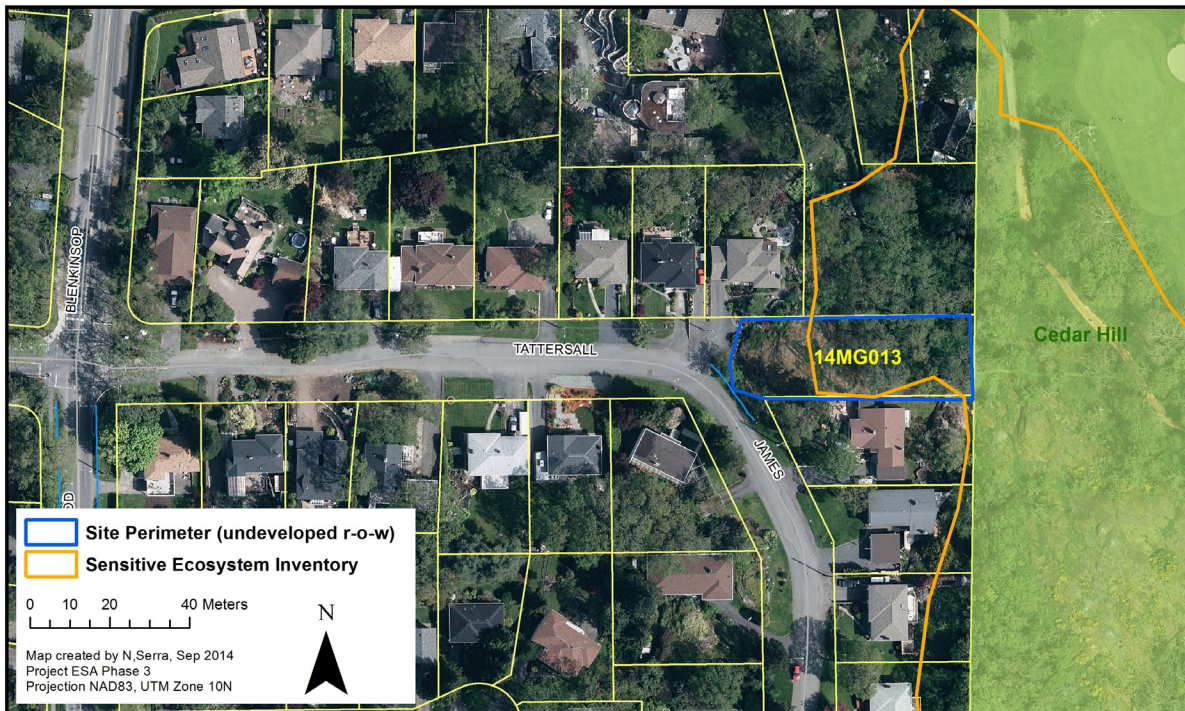 BLENKINSOP
TATTERSALL
14MG013
Cedar Hill
JAMES
DD
Site Perimeter (undeveloped r-o-w)
Sensitive Ecosystem Inventory
0 10 20 40 Meters
N
Map created by N,Serra, Sep 2014
Project ESA Phase 3
Projection NAD83, UTM Zone 10N